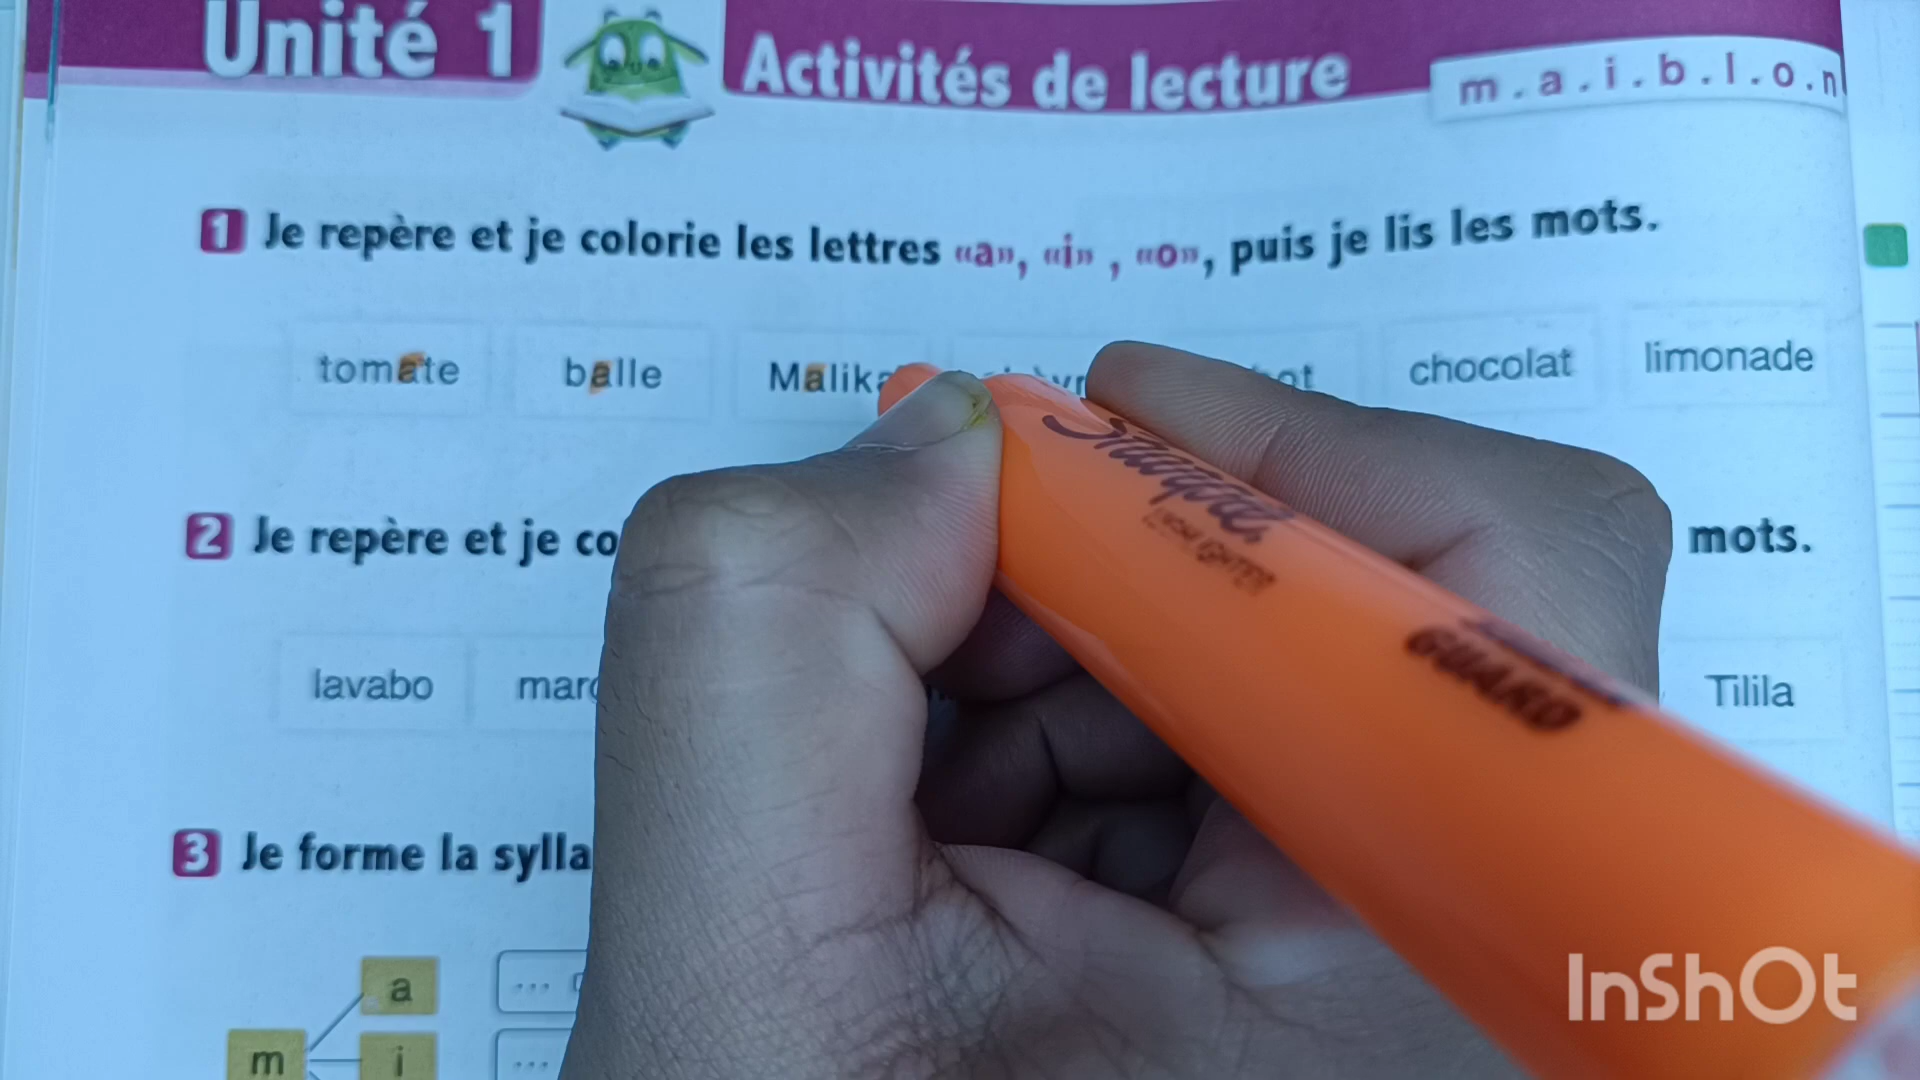 Unité 1 Activités de lecture m.a.i.b.l.o.n
1 Je repère et je colorie les lettres «a», «i» , «o», puis je lis les mots.
tomate balle Malika chocolat limonade
2 Je repère et je co mots.
lavabo Tilila
3 Je forme la sylla
a ...
m i ...
Sharpie
GUARD
InShOt